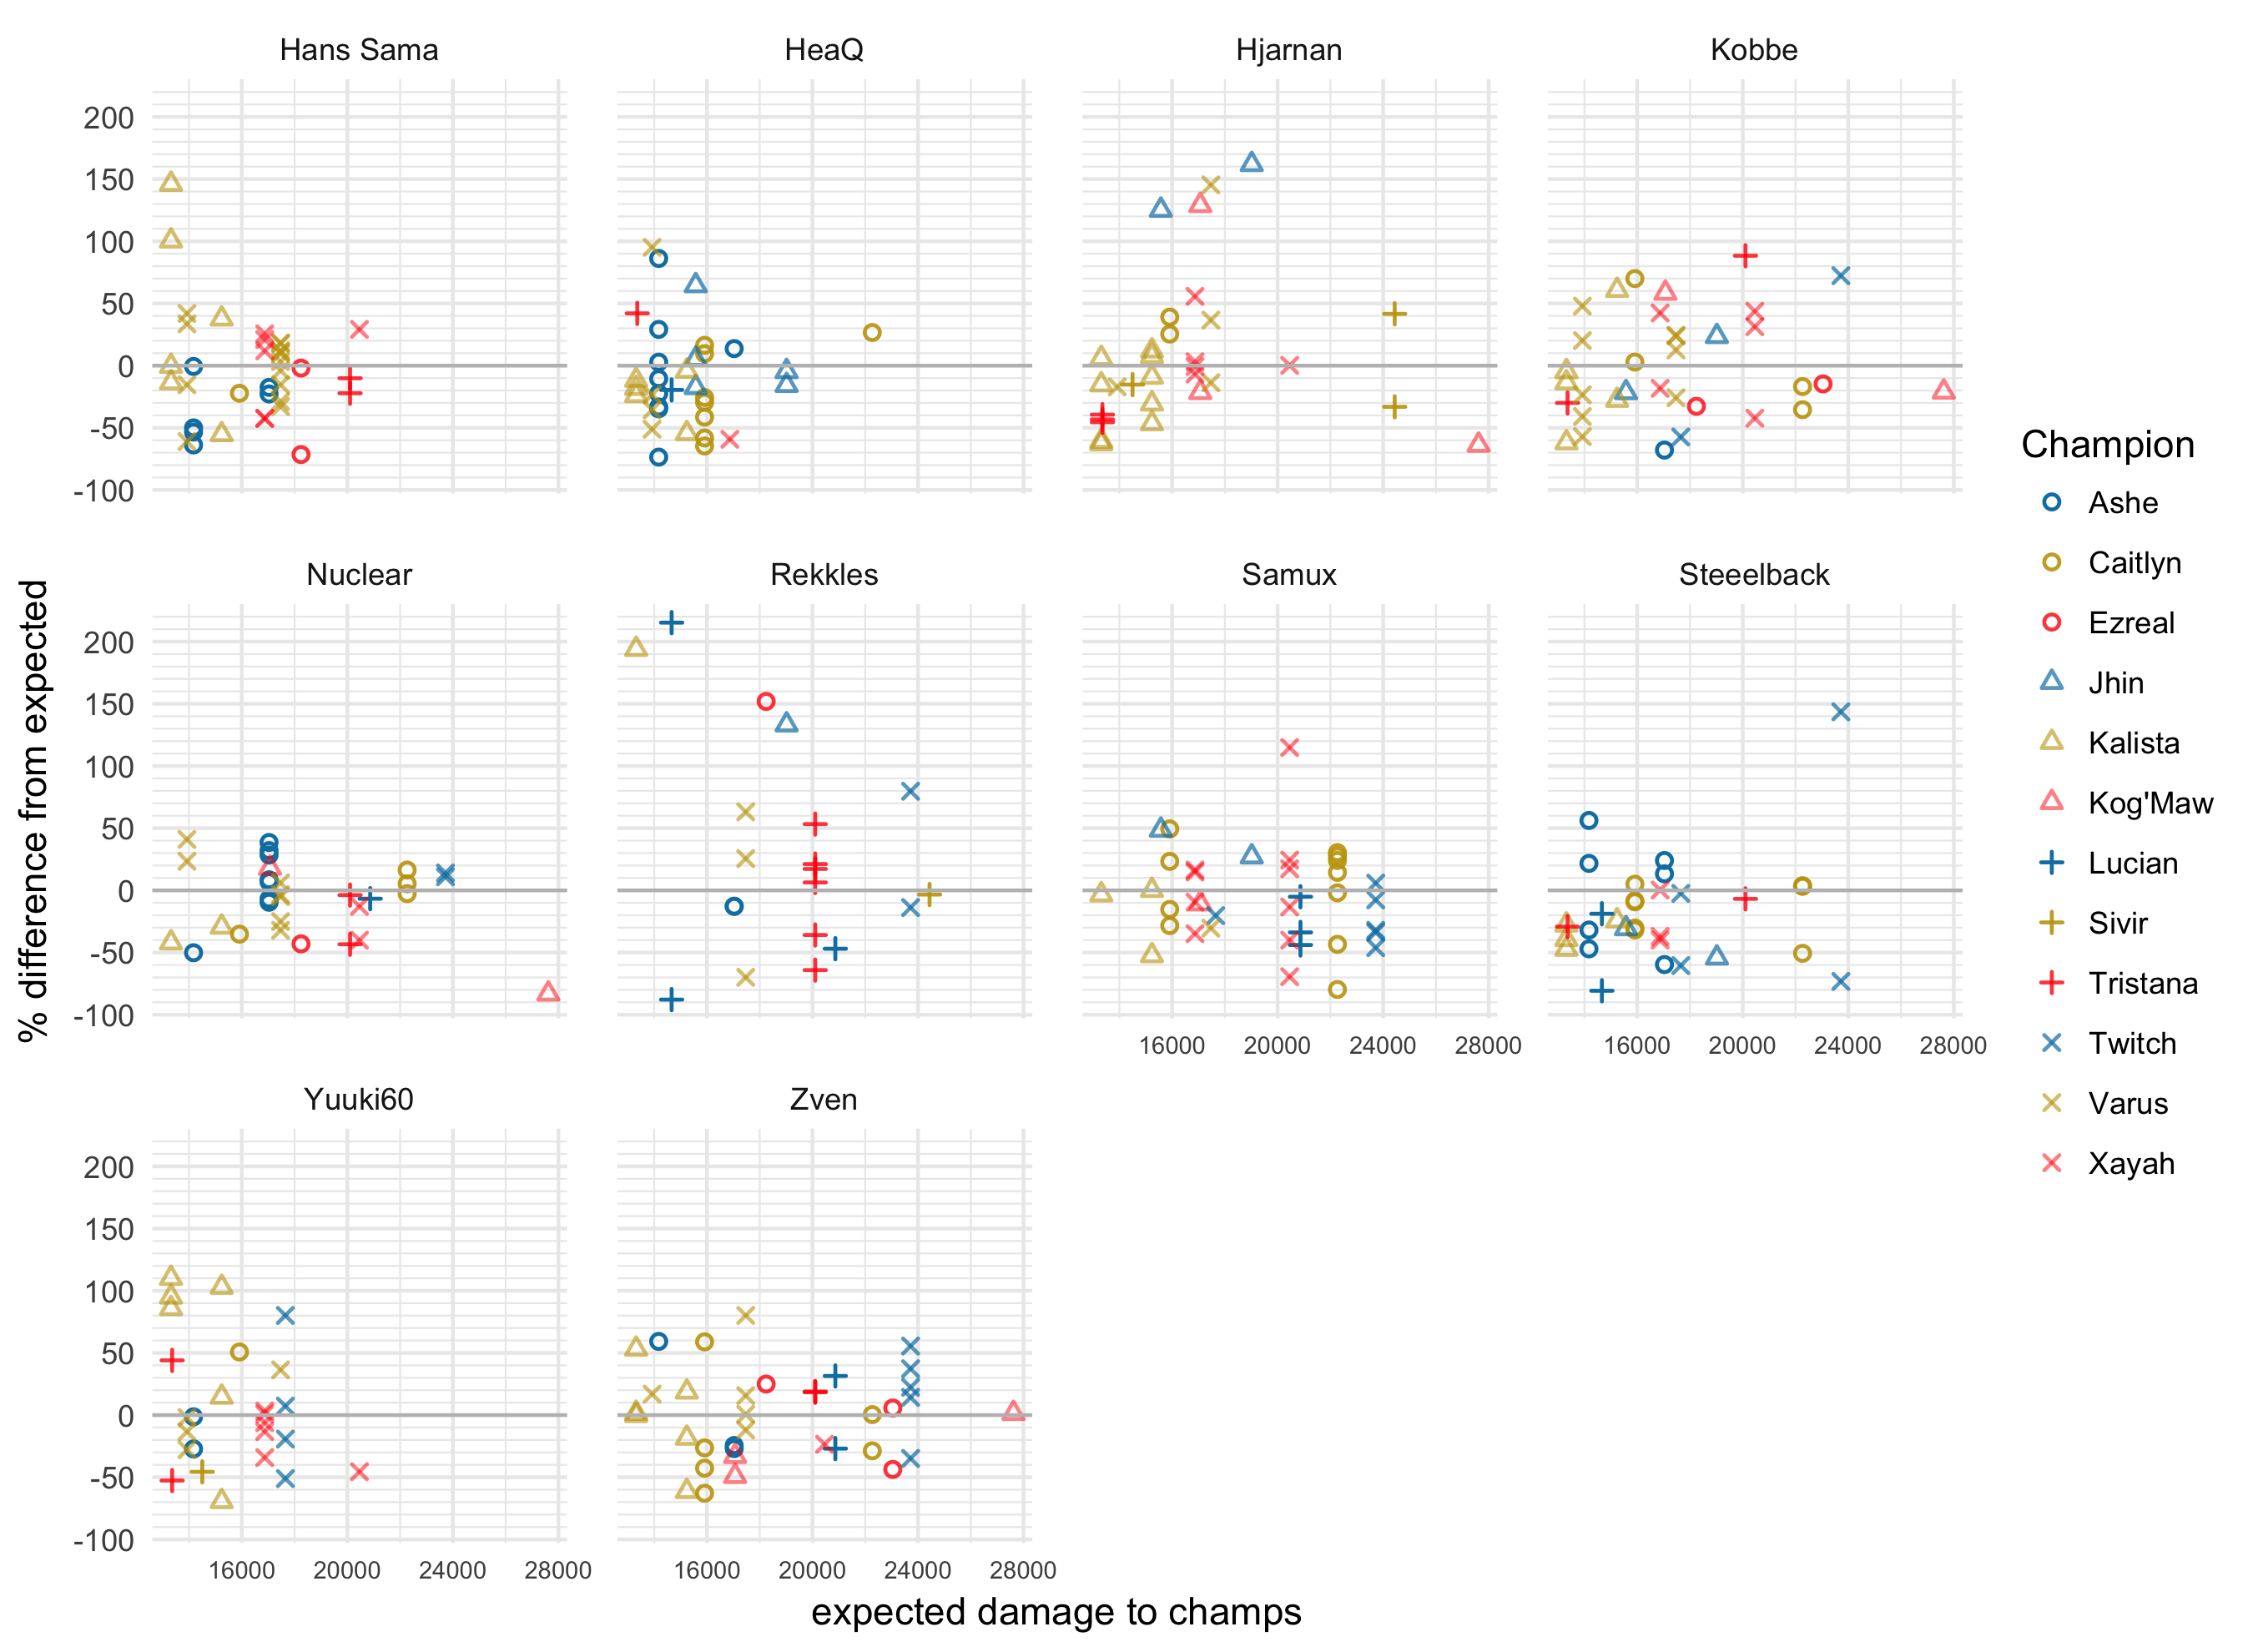 Hans Sama
HeaQ
Hjarnan
Kobbe
200
150
100
50
0
-50
-100
Nuclear
Rekkles
Samux
Steeelback
200
150
100
50
0
-50
-100
16000 20000 24000 28000
16000 20000 24000 28000
Yuuki60
Zven
200
150
100
50
0
-50
-100
16000 20000 24000 28000
16000 20000 24000 28000
expected damage to champs
% difference from expected
Champion
Ashe
Caitlyn
Ezreal
Jhin
Kalista
Kog'Maw
Lucian
Sivir
Tristana
Twitch
Varus
Xayah